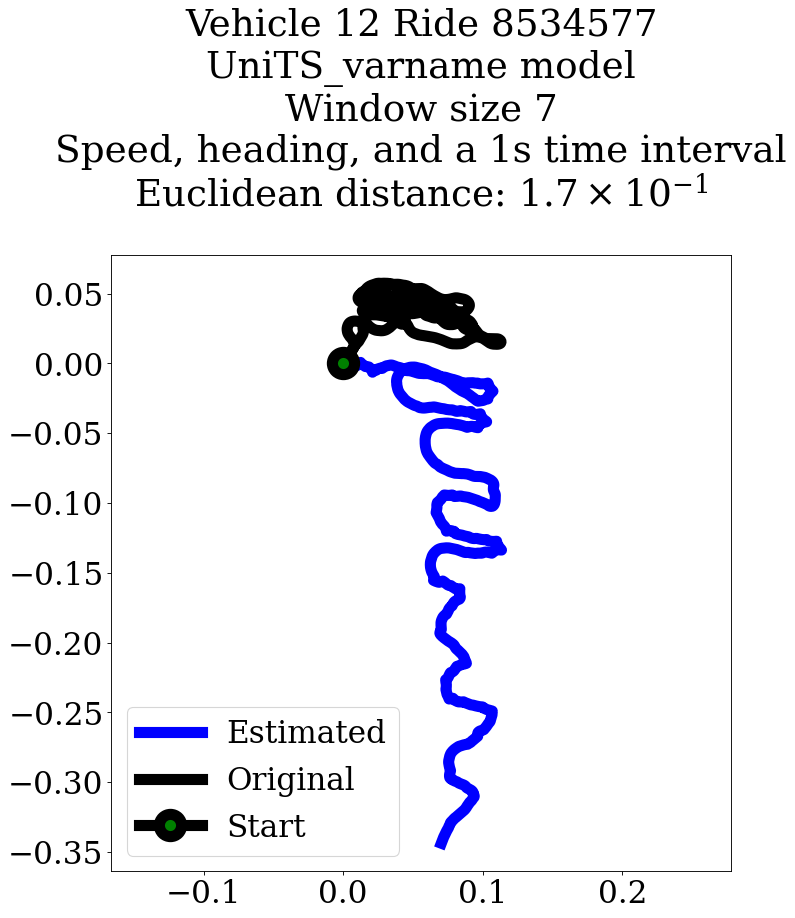 Vehicle 12 Ride 8534577
UniTS_varname model
Window size 7
Speed, heading, and a 1s time interval
Euclidean distance: 1.7 × 10⁻¹
0.05
0.00
−0.05
−0.10
−0.15
−0.20
−0.25
−0.30
−0.35
Estimated
Original
Start
−0.1 0.0 0.1 0.2